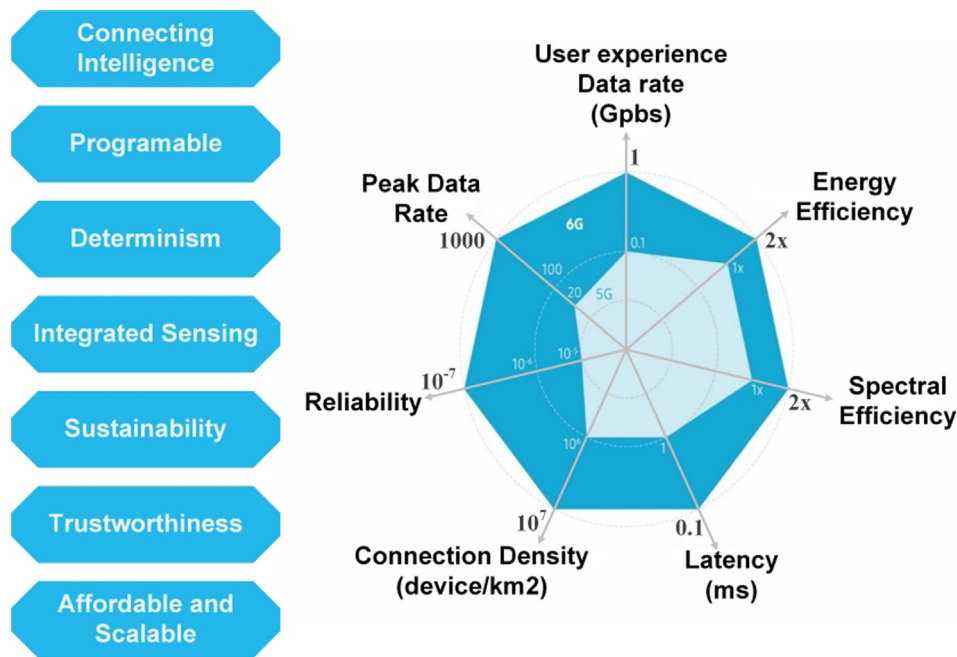 Connecting
Intelligence
Programable
Determinism
Integrated Sensing
Sustainability
Trustworthiness
Affordable and
Scalable
User experience
Data rate
(Gpbs)
1
Energy
Efficiency
2x
Peak Data
Rate
1000
6G
0.1
1x
100
20
5G
10⁻⁶
10⁻⁵
Reliability
10⁻⁷
1x
2x
Spectral
Efficiency
10⁶
1
10⁷
0.1
Connection Density
(device/km2)
Latency
(ms)